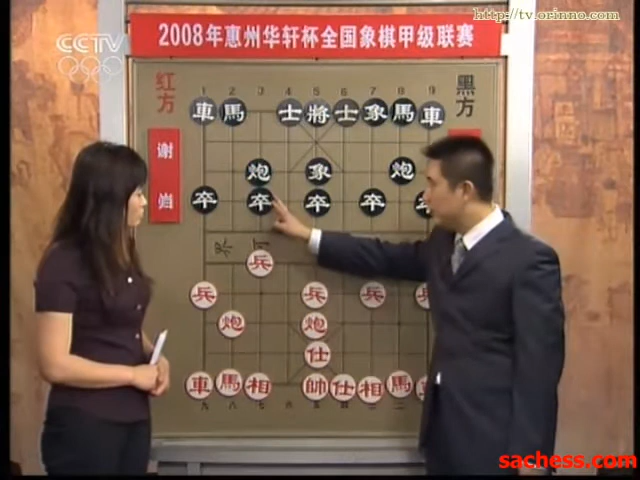 http://tv.orinno.com/
CCTV
2008年惠州华轩杯全国象棋甲级联赛
红方
黑方
谢
1 2 3 4 5 6 7 8 9
車 馬 士 將 士 象 馬 車
炮 象 炮
卒 卒 卒 卒 卒
兵
兵 兵 兵 兵
炮 炮
仕
車 馬 相 帥 仕 相 馬 車
九 八 七 六 五 四 三 二
sachess.com